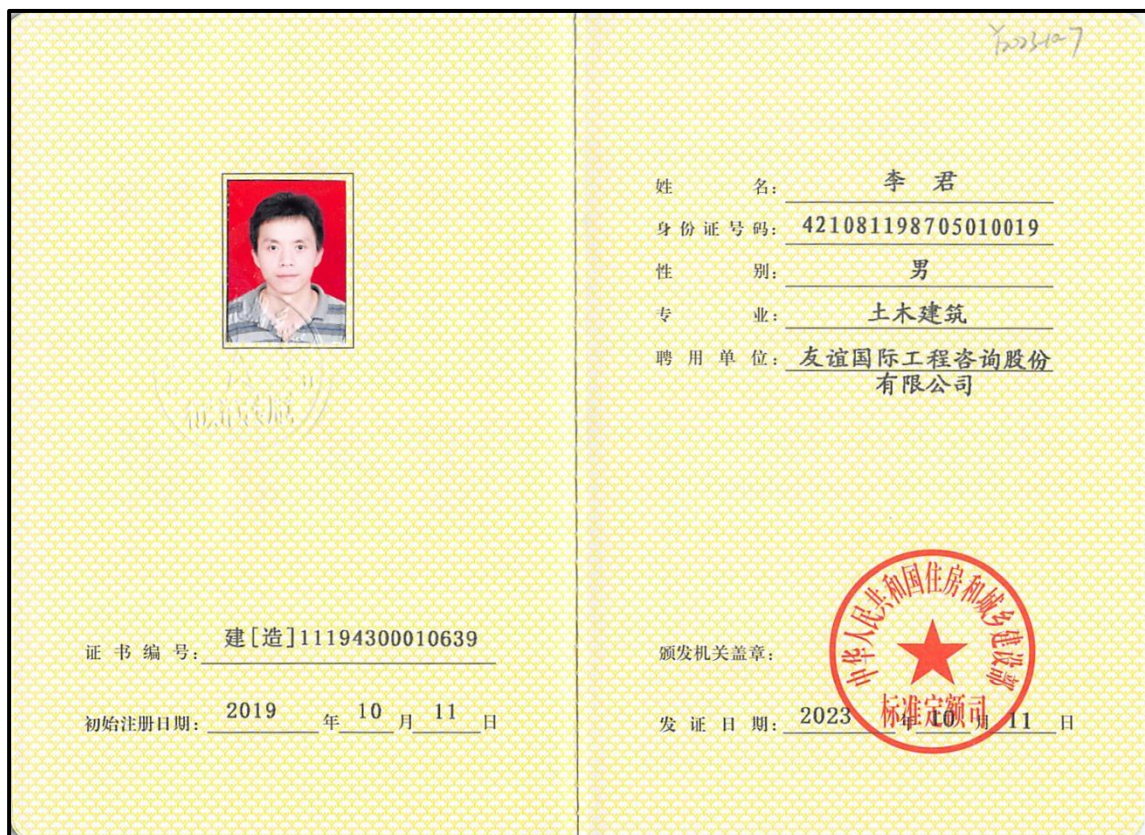 姓 名: 李 君
身份证号码: 421081198705010019
性 别: 男
专 业: 土木建筑
聘用单位: 友谊国际工程咨询股份
有限公司
证书编号: 建[造]11194300010639
初始注册日期: 2019 年 10 月 11 日
颁发机关盖章:
中华人民共和国住房和城乡建设部
标准定额司
发证日期: 2023 年 10 月 11 日